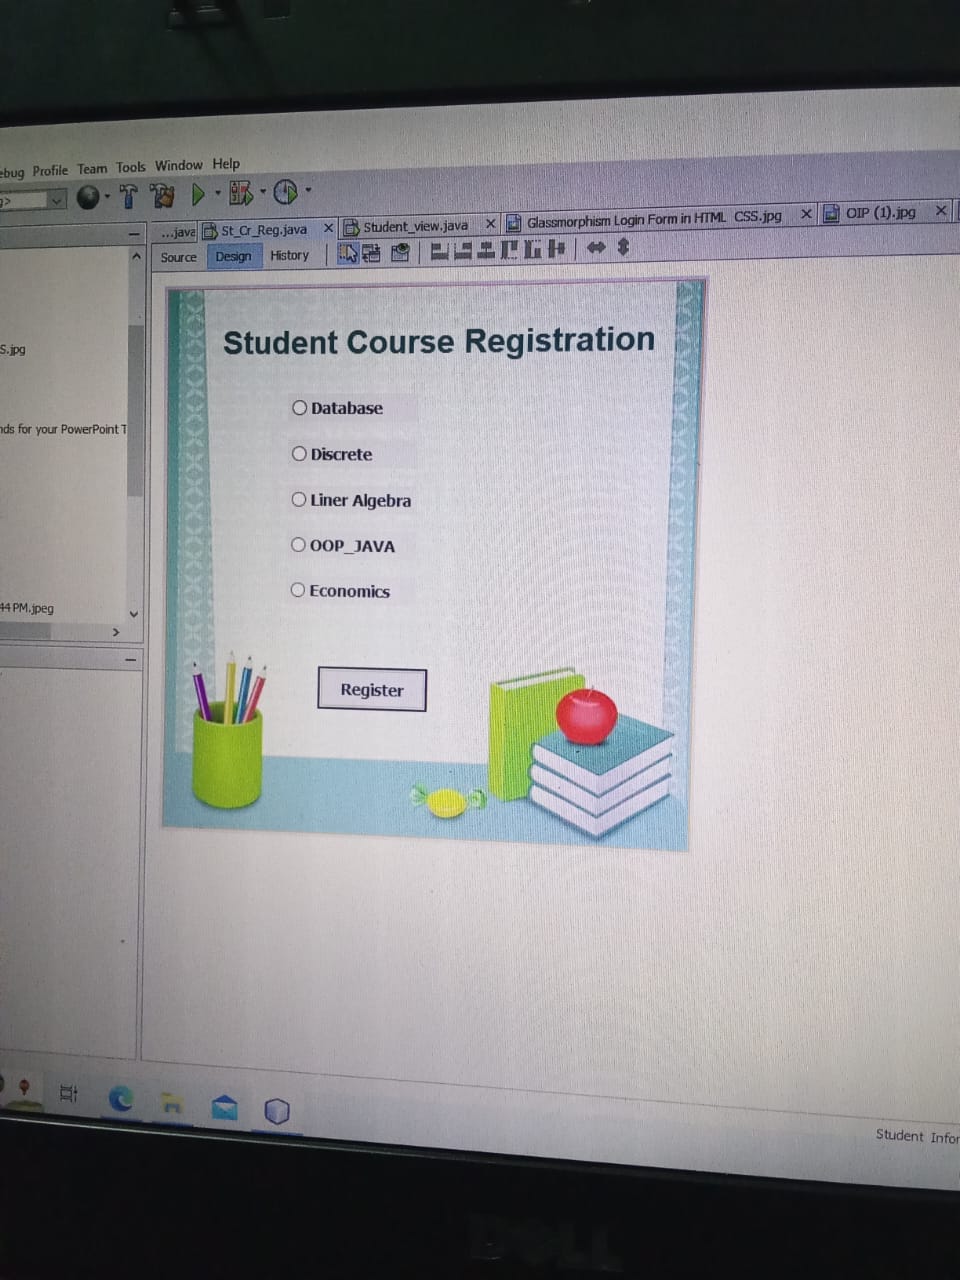 ebug Profile Team Tools Window Help
...java St_Cr_Reg.java Student_view.java Glassmorphism Login Form in HTML CSS.jpg OIP (1).jpg
Source Design History
S.jpg
nds for your PowerPoint T
44 PM.jpeg
Student Course Registration
Database
Discrete
Liner Algebra
OOP_JAVA
Economics
Register
Student Infor
DELL